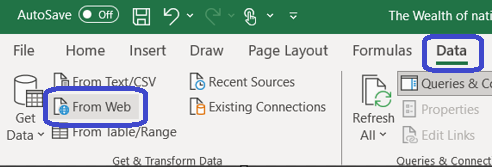 AutoSave Off The Wealth of nati
File Home Insert Draw Page Layout Formulas Data
From Text/CSV Recent Sources Queries & Co
Get From Web Existing Connections Refresh Properties
Data From Table/Range All Edit Links
Get & Transform Data Queries & Connect